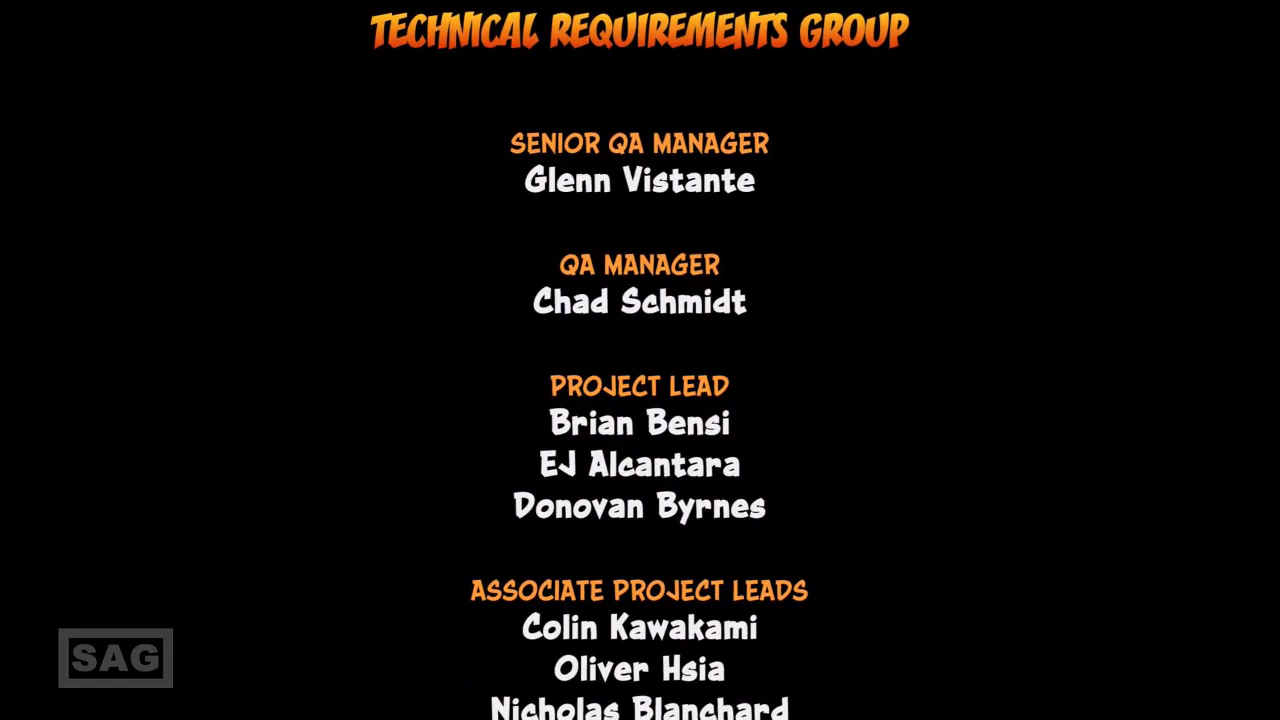 TECHNICAL REQUIREMENTS GROUP
SENIOR QA MANAGER
Glenn Vistante
QA MANAGER
Chad Schmidt
PROJECT LEAD
Brian Bensi
EJ Alcantara
Donovan Byrnes
ASSOCIATE PROJECT LEADS
Colin Kawakami
Oliver Hsia
Nicholas Blanchard
SAG